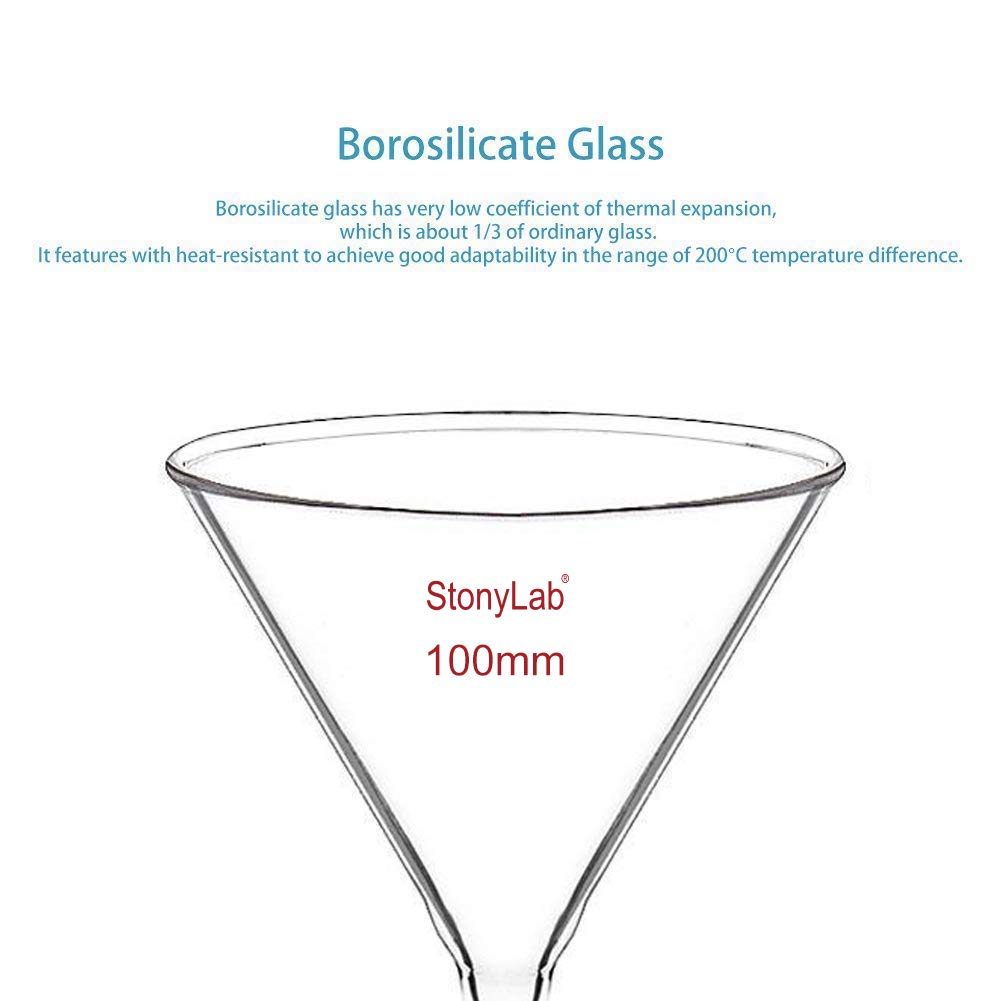 Borosilicate Glass
Borosilicate glass has very low coefficient of thermal expansion,
which is about 1/3 of ordinary glass.
It features with heat-resistant to achieve good adaptability in the range of 200°C temperature difference.
StonyLab®
100mm